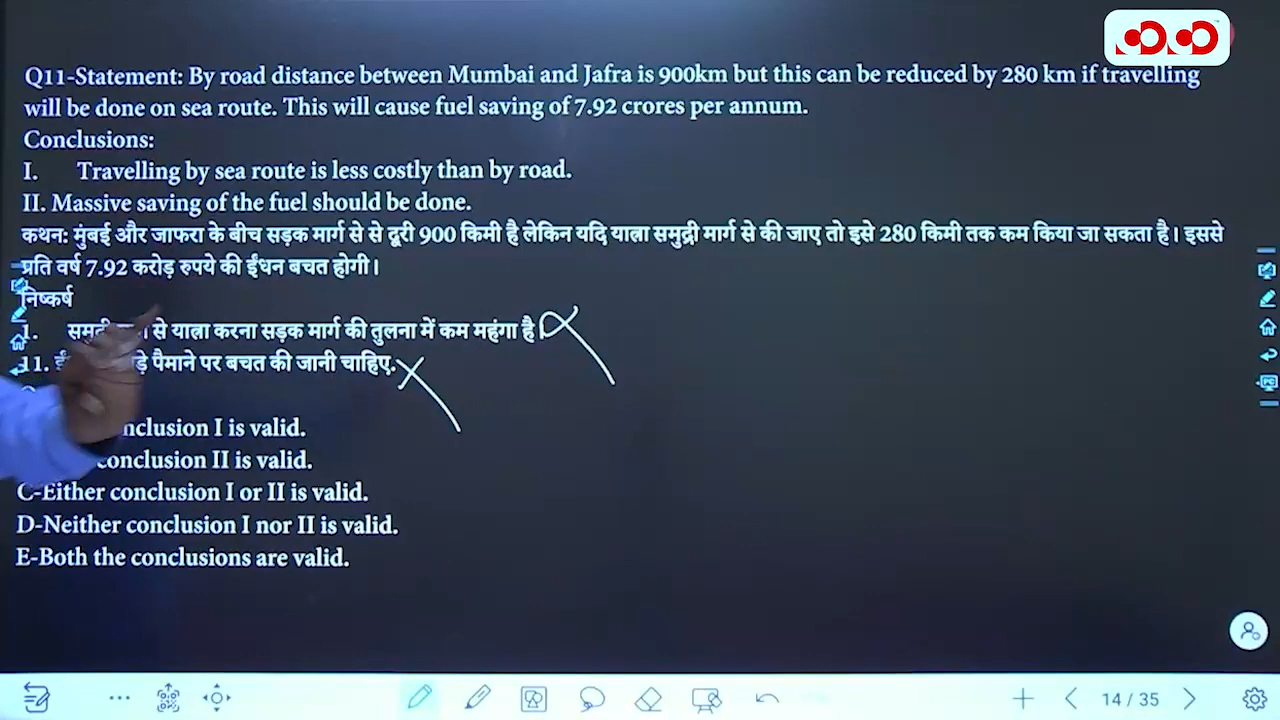 Q11-Statement: By road distance between Mumbai and Jafra is 900km but this can be reduced by 280 km if travelling
will be done on sea route. This will cause fuel saving of 7.92 crores per annum.
Conclusions:
I. Travelling by sea route is less costly than by road.
II. Massive saving of the fuel should be done.
कथन: मुंबई और जाफरा के बीच सड़क मार्ग से से दूरी 900 किमी है लेकिन यदि यात्रा समुद्री मार्ग से की जाए तो इसे 280 किमी तक कम किया जा सकता है। इससे
प्रति वर्ष 7.92 करोड़ रुपये की ईंधन बचत होगी।
निष्कर्ष
1. से यात्रा करना सड़क मार्ग की तुलना में कम महंगा है
11. पैमाने पर बचत की जानी चाहिए.
I is valid.
conclusion II is valid.
C-Either conclusion I or II is valid.
D-Neither conclusion I nor II is valid.
E-Both the conclusions are valid.
14 / 35